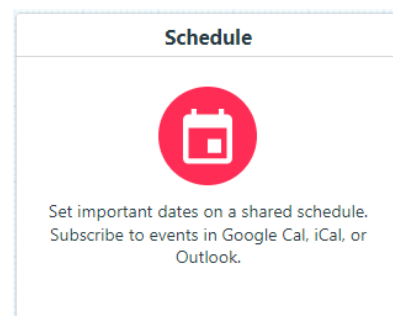 Schedule
Set important dates on a shared schedule.
Subscribe to events in Google Cal, iCal, or
Outlook.